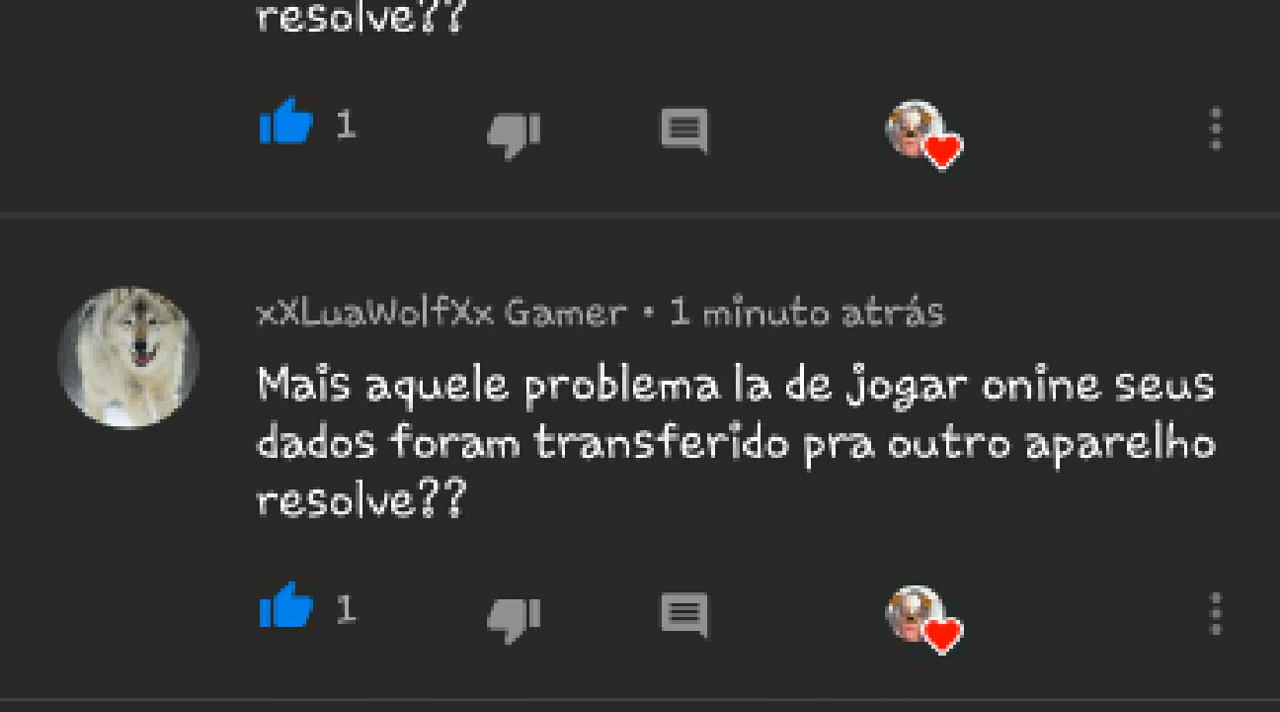 resolve??
1
xXLuaWolfXx Gamer • 1 minuto atrás
Mais aquele problema la de jogar onine seus
dados foram transferido pra outro aparelho
resolve??
1